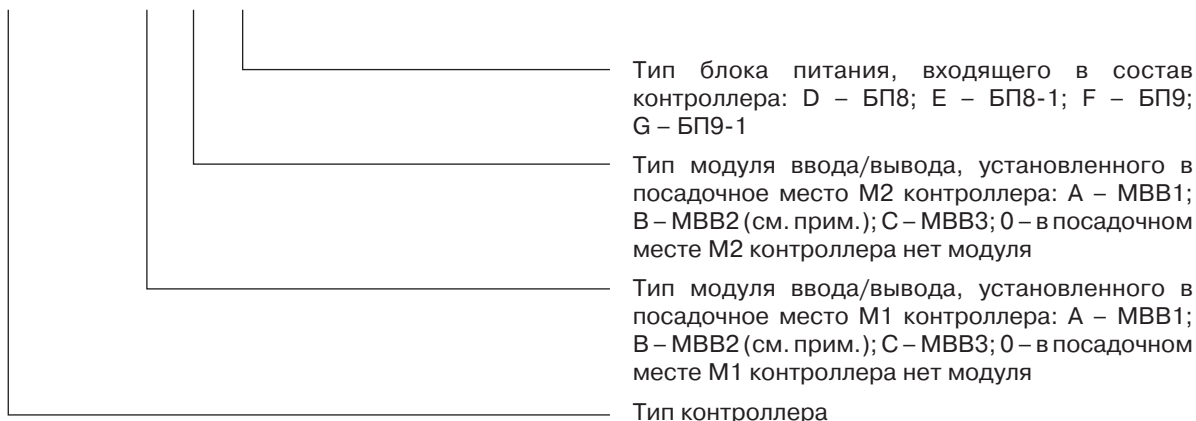 Тип блока питания, входящего в состав
контроллера: D – БП8; E – БП8-1; F – БП9;
G – БП9-1
Тип модуля ввода/вывода, установленного в
посадочное место М2 контроллера: А – МВВ1;
В – МВВ2 (см. прим.); С – МВВ3; 0 – в посадочном
месте М2 контроллера нет модуля
Тип модуля ввода/вывода, установленного в
посадочное место М1 контроллера: А – МВВ1;
В – МВВ2 (см. прим.); С – МВВ3; 0 – в посадочном
месте М1 контроллера нет модуля
Тип контроллера